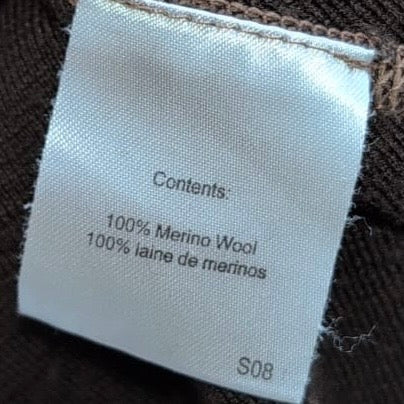 Contents:
100% Merino Wool
100% laine de merinos
S08